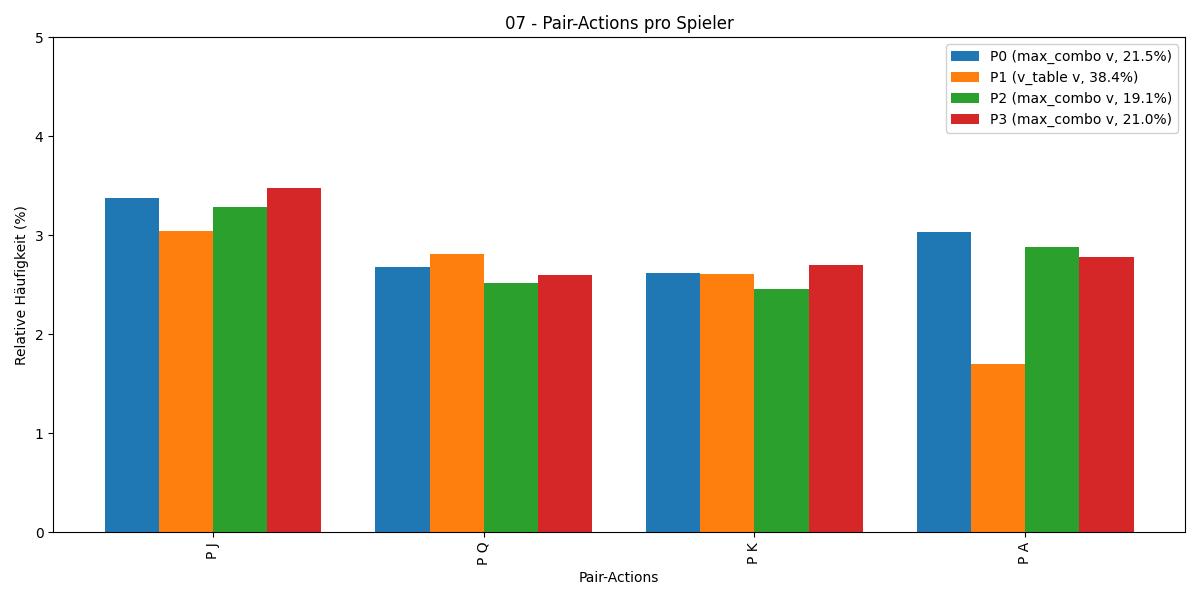 07 - Pair-Actions pro Spieler
P0 (max_combo v, 21.5%)
P1 (v_table v, 38.4%)
P2 (max_combo v, 19.1%)
P3 (max_combo v, 21.0%)
Relative Häufigkeit (%)
5
4
3
2
1
0
P J
P Q
P K
P A
Pair-Actions